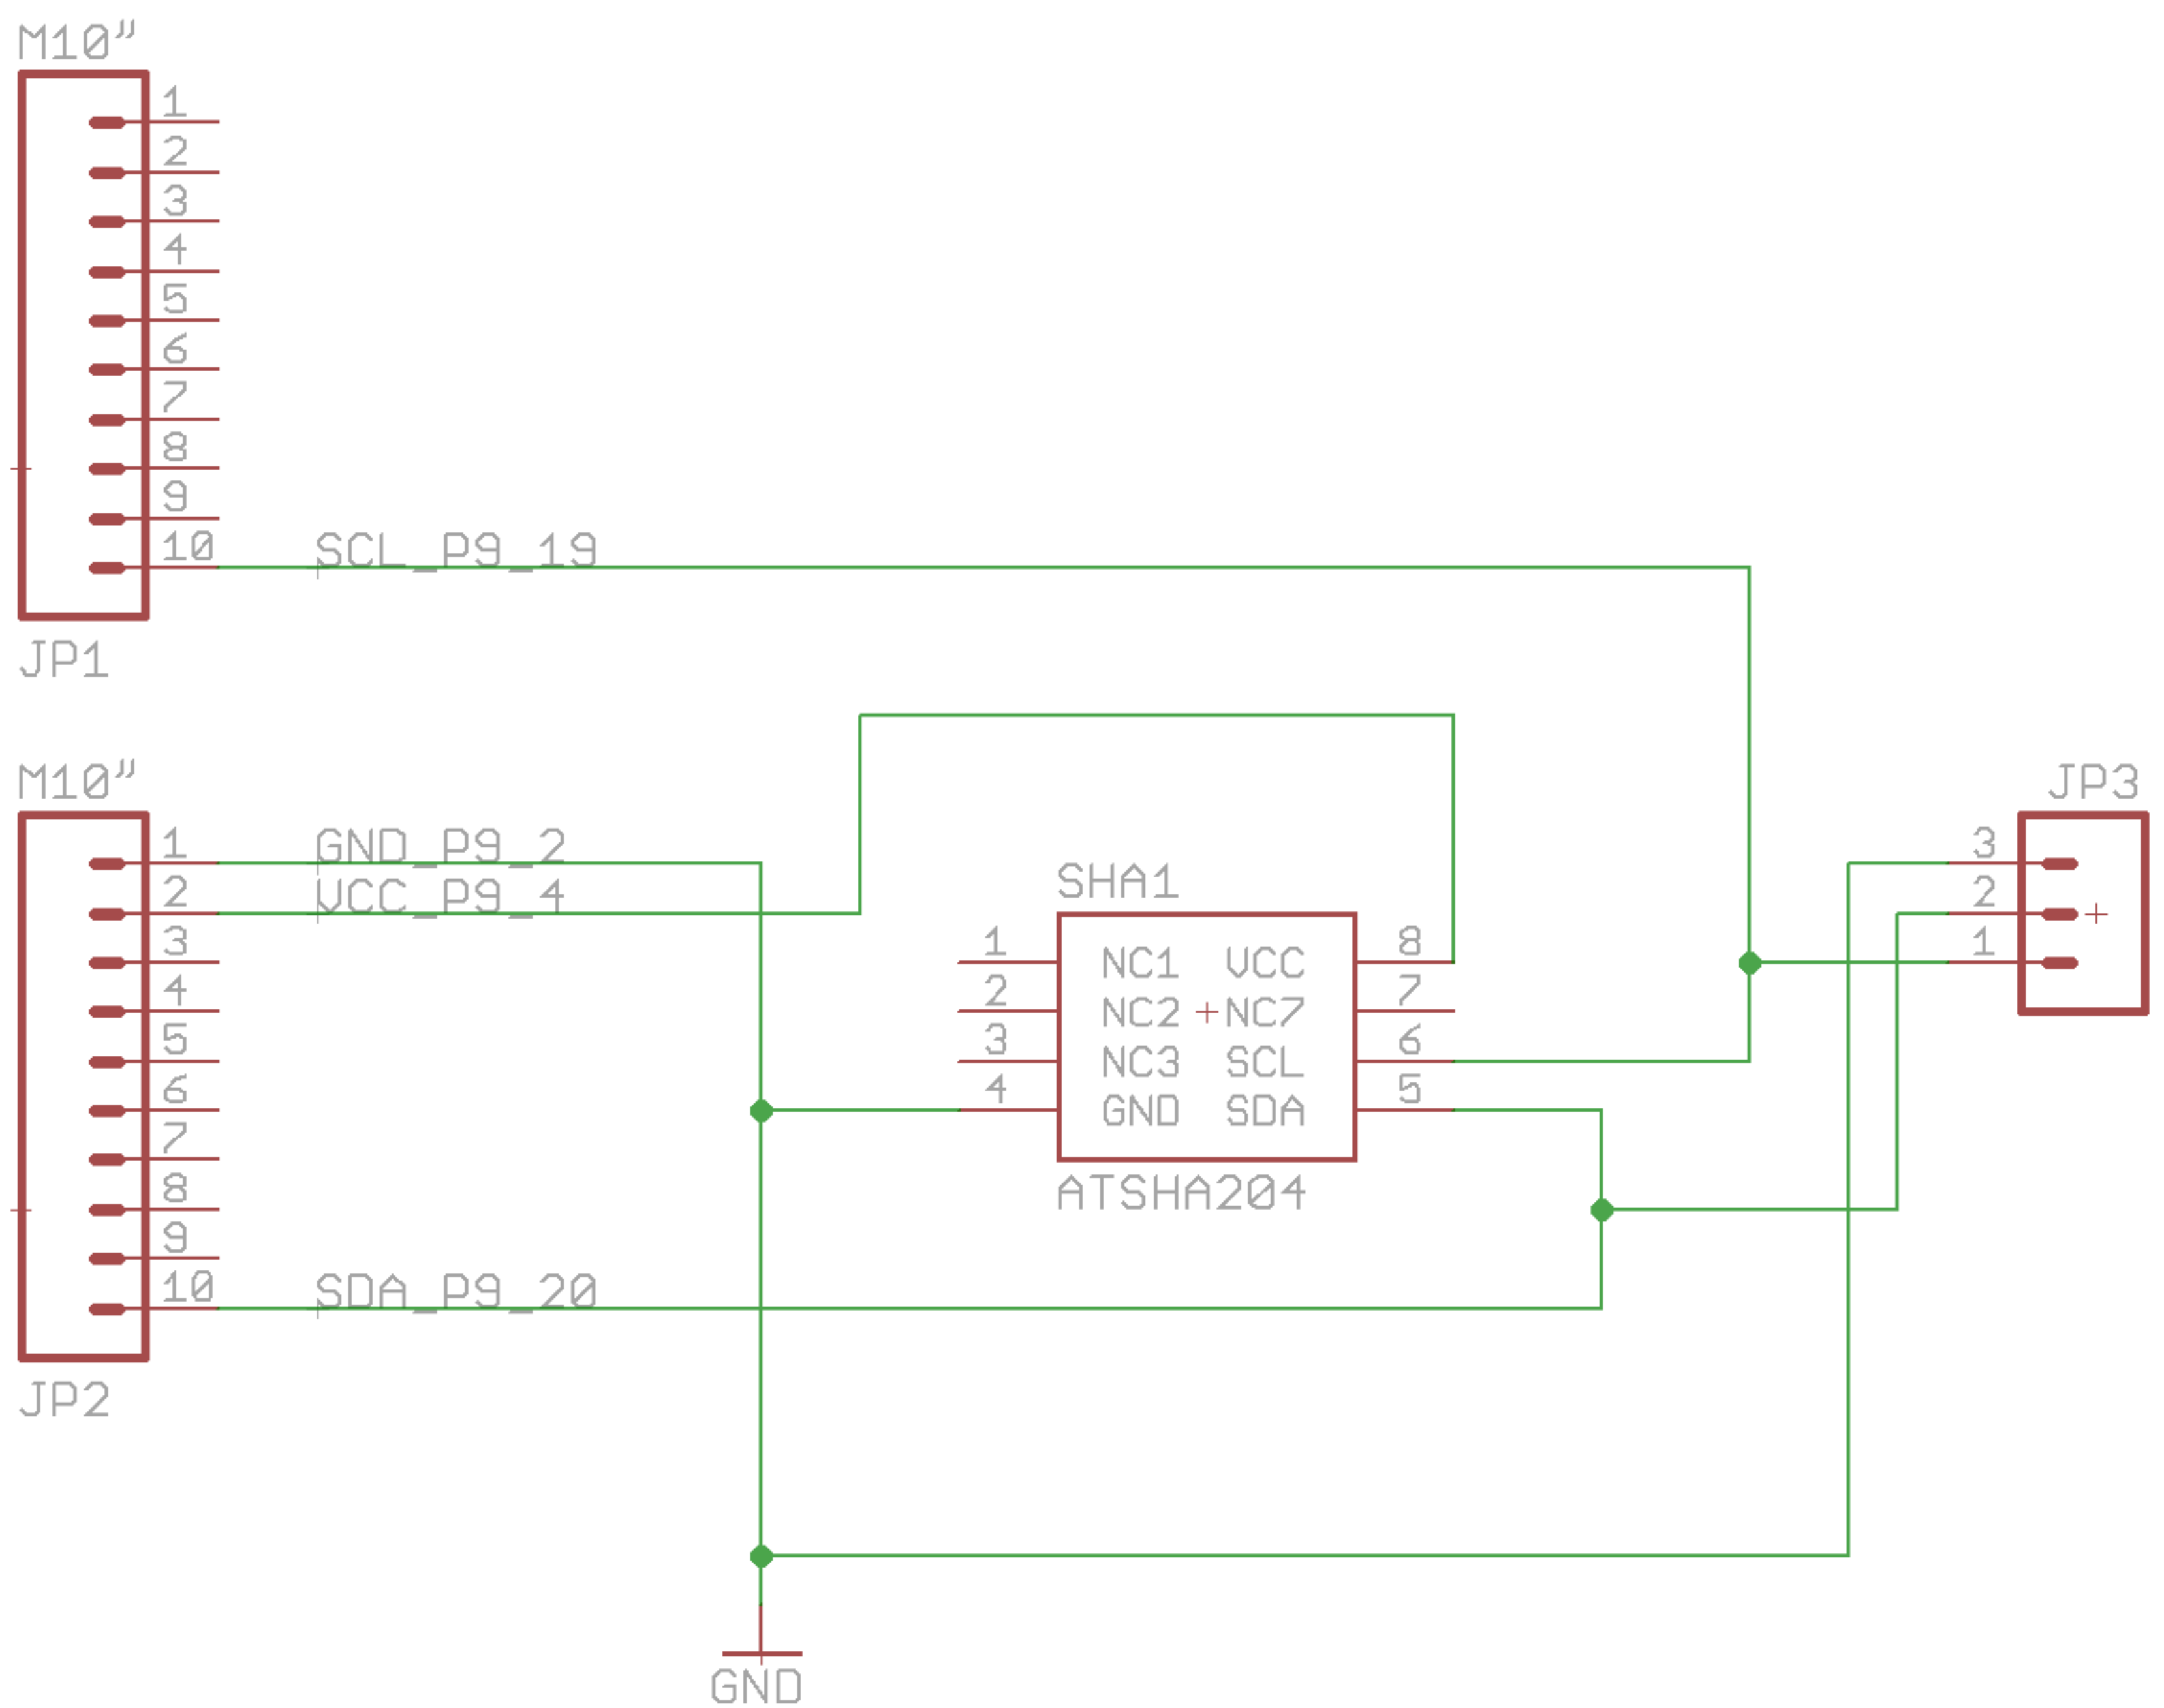 M10"
1
2
3
4
5
6
7
8
9
10 SCL_P9_19
JP1
M10"
1 GND_P9_2
2 VCC_P9_4
3
4
5
6
7
8
9
10 SDA_P9_20
JP2
SHA1
1 NC1 VCC 8
2 NC2 NC7 7
3 NC3 SCL 6
4 GND SDA 5
ATSHA204
JP3
3
2
1
GND